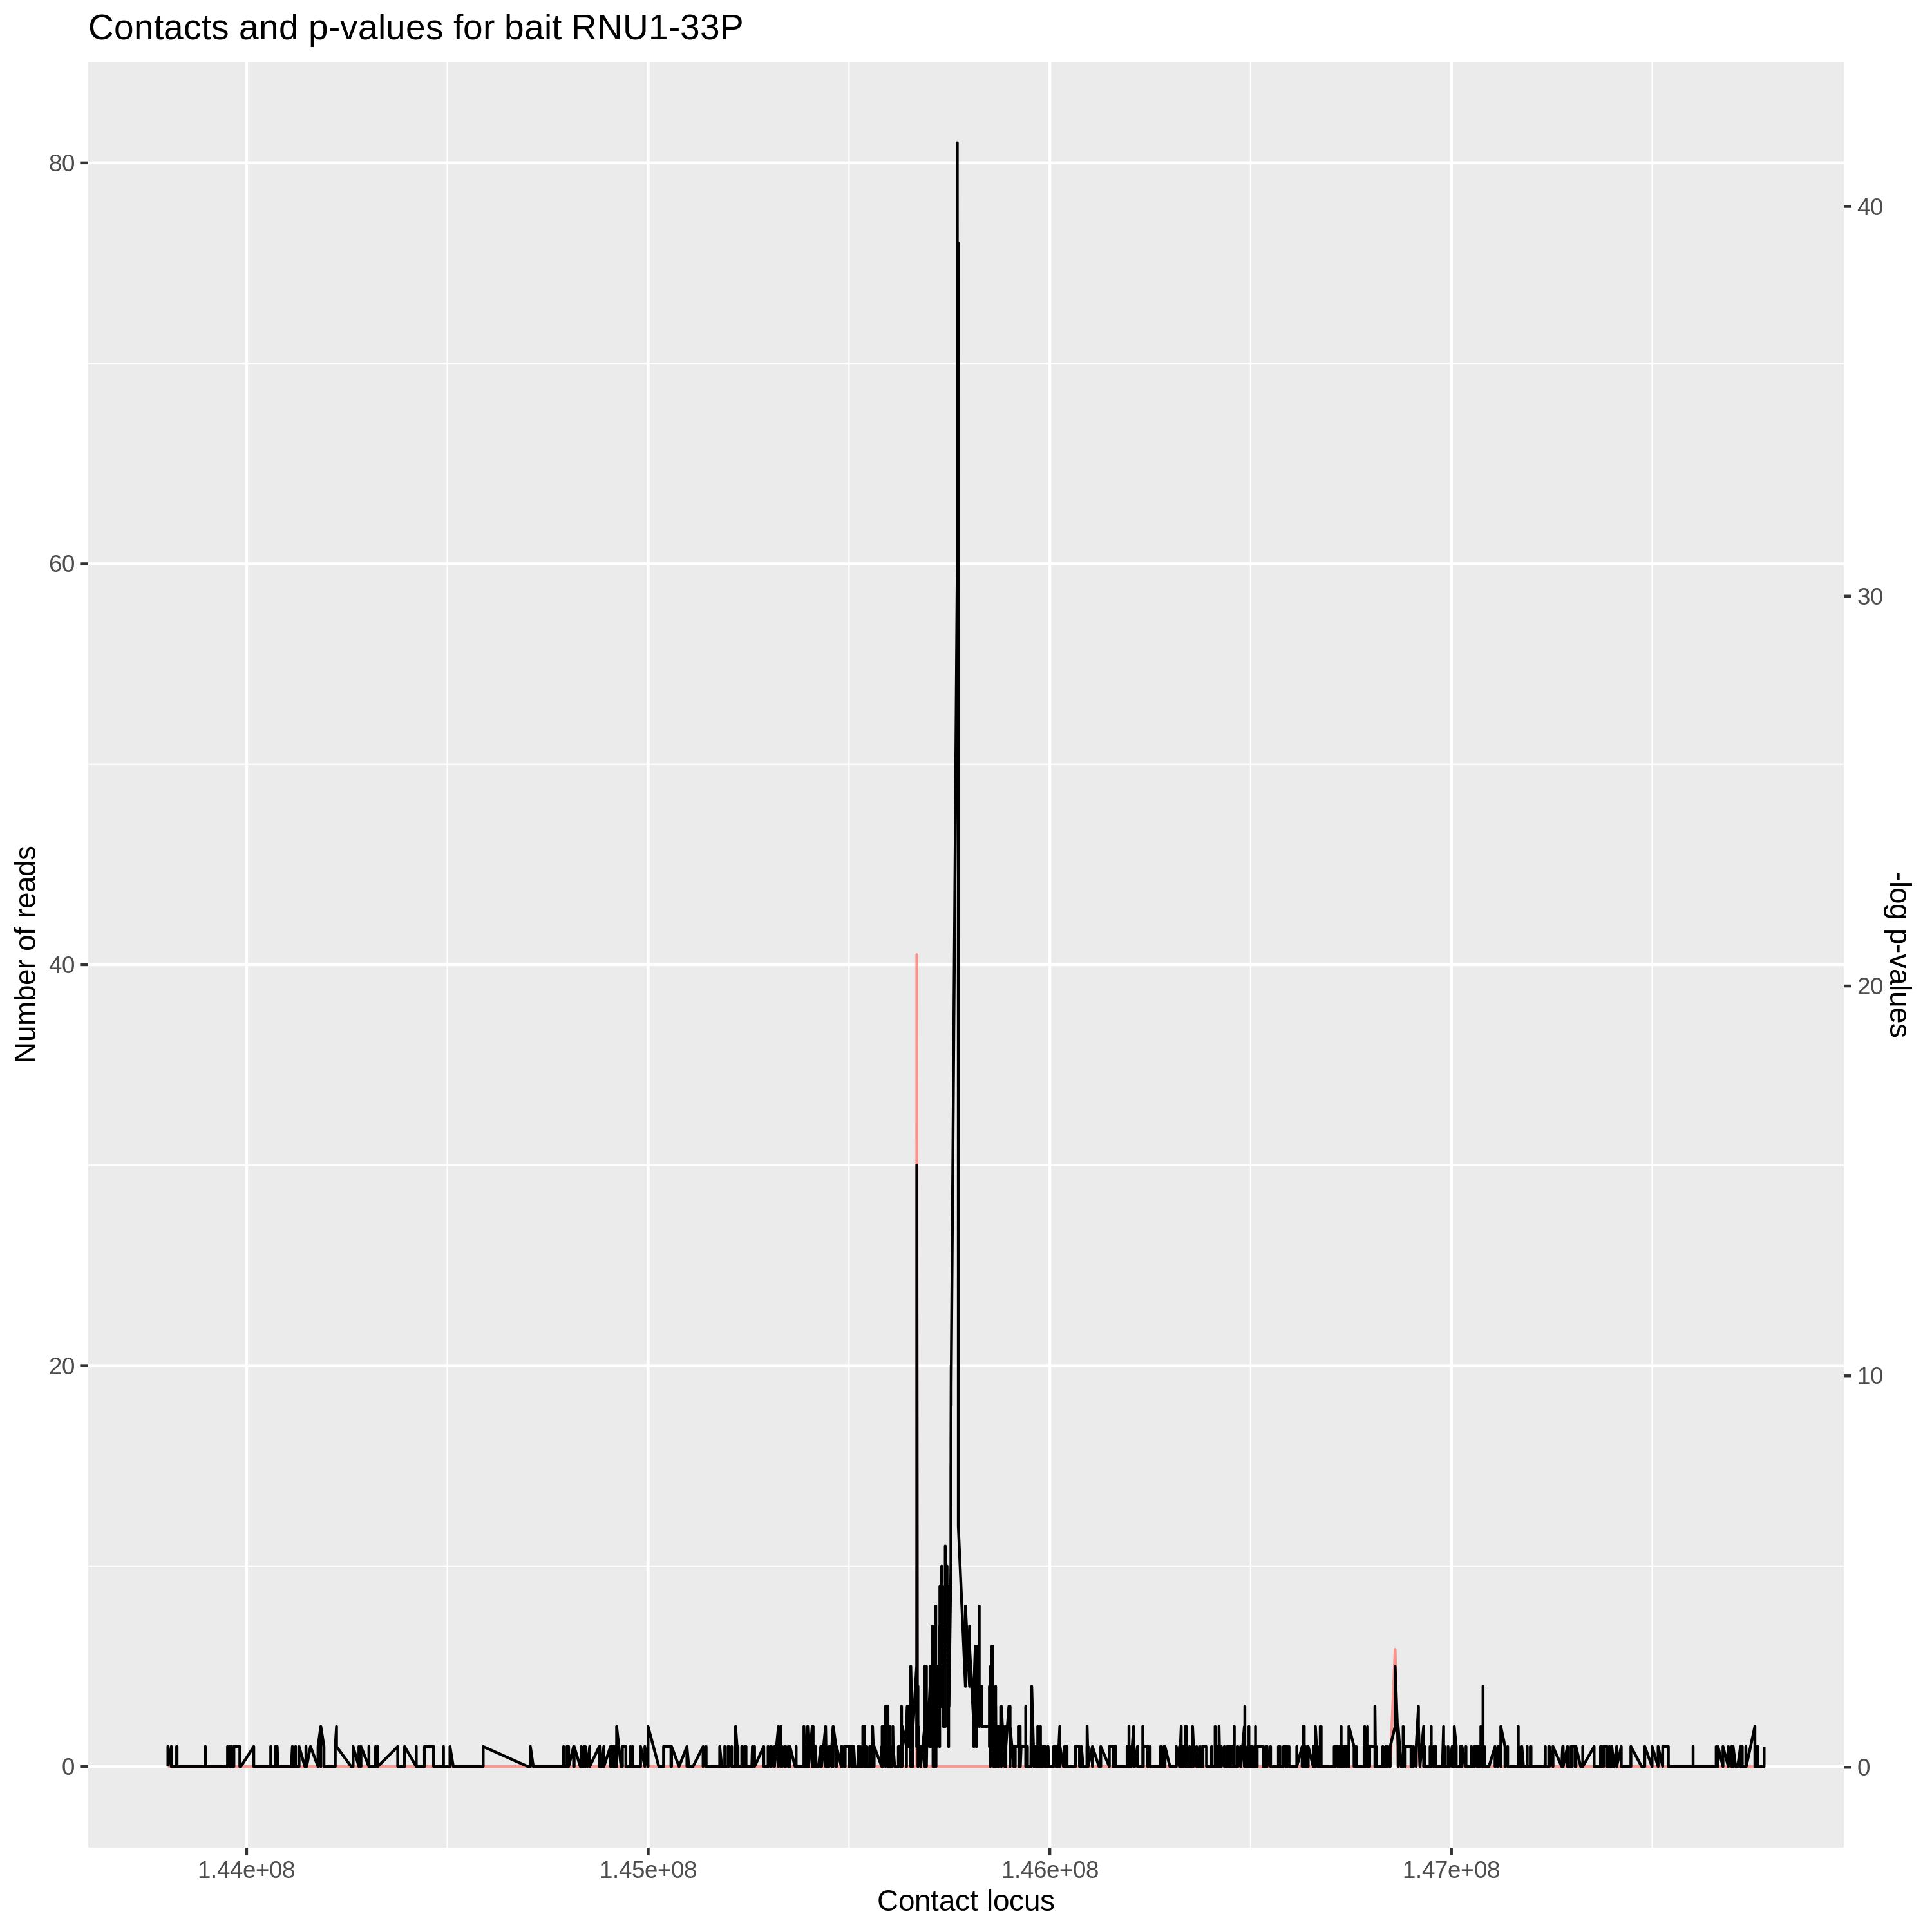 Contacts and p-values for bait RNU1-33P
80
60
40
20
0
Number of reads
40
30
20
10
0
-log p-values
1.44e+08
1.45e+08
1.46e+08
1.47e+08
Contact locus